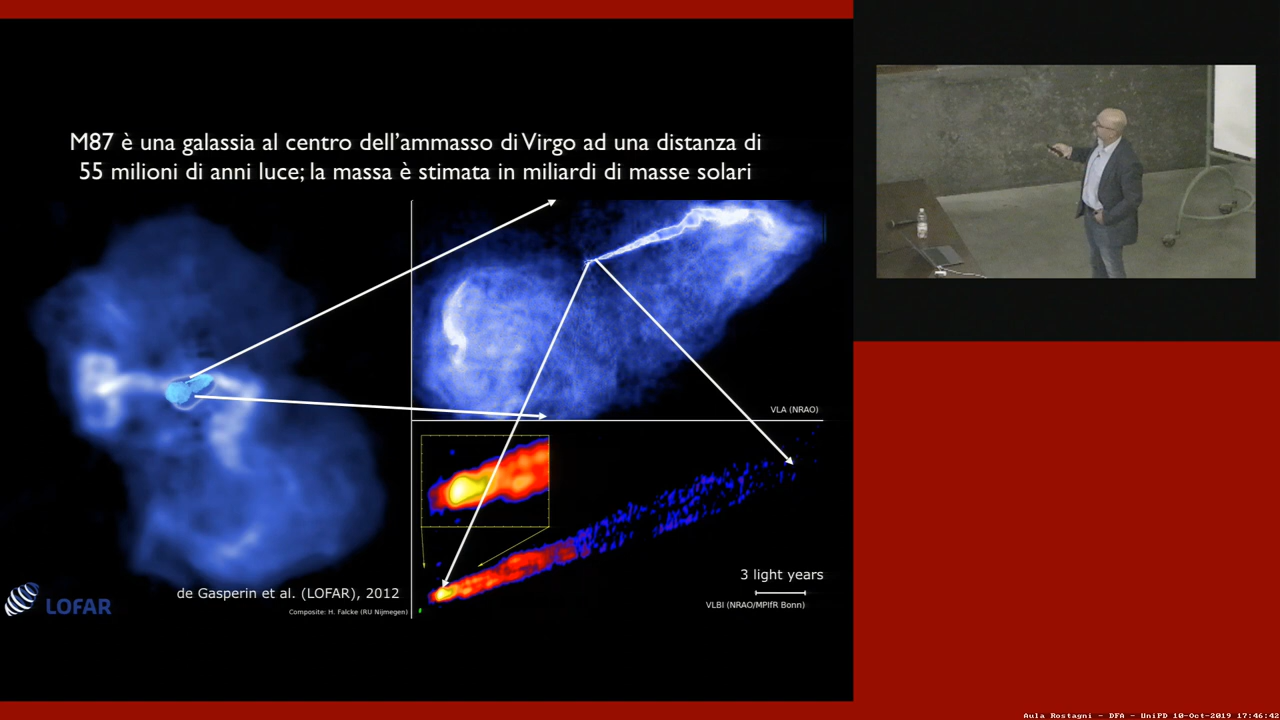 M87 è una galassia al centro dell'ammasso di Virgo ad una distanza di
55 milioni di anni luce; la massa è stimata in miliardi di masse solari
VLA (NRAO)
3 light years
VLBI (NRAO/MPIfR Bonn)
de Gasperin et al. (LOFAR), 2012
Composite: H. Falcke (RU Nijmegen)
LOFAR
Aula Rostagni - DFA - UniPD 10-Oct-2019 17:46:42